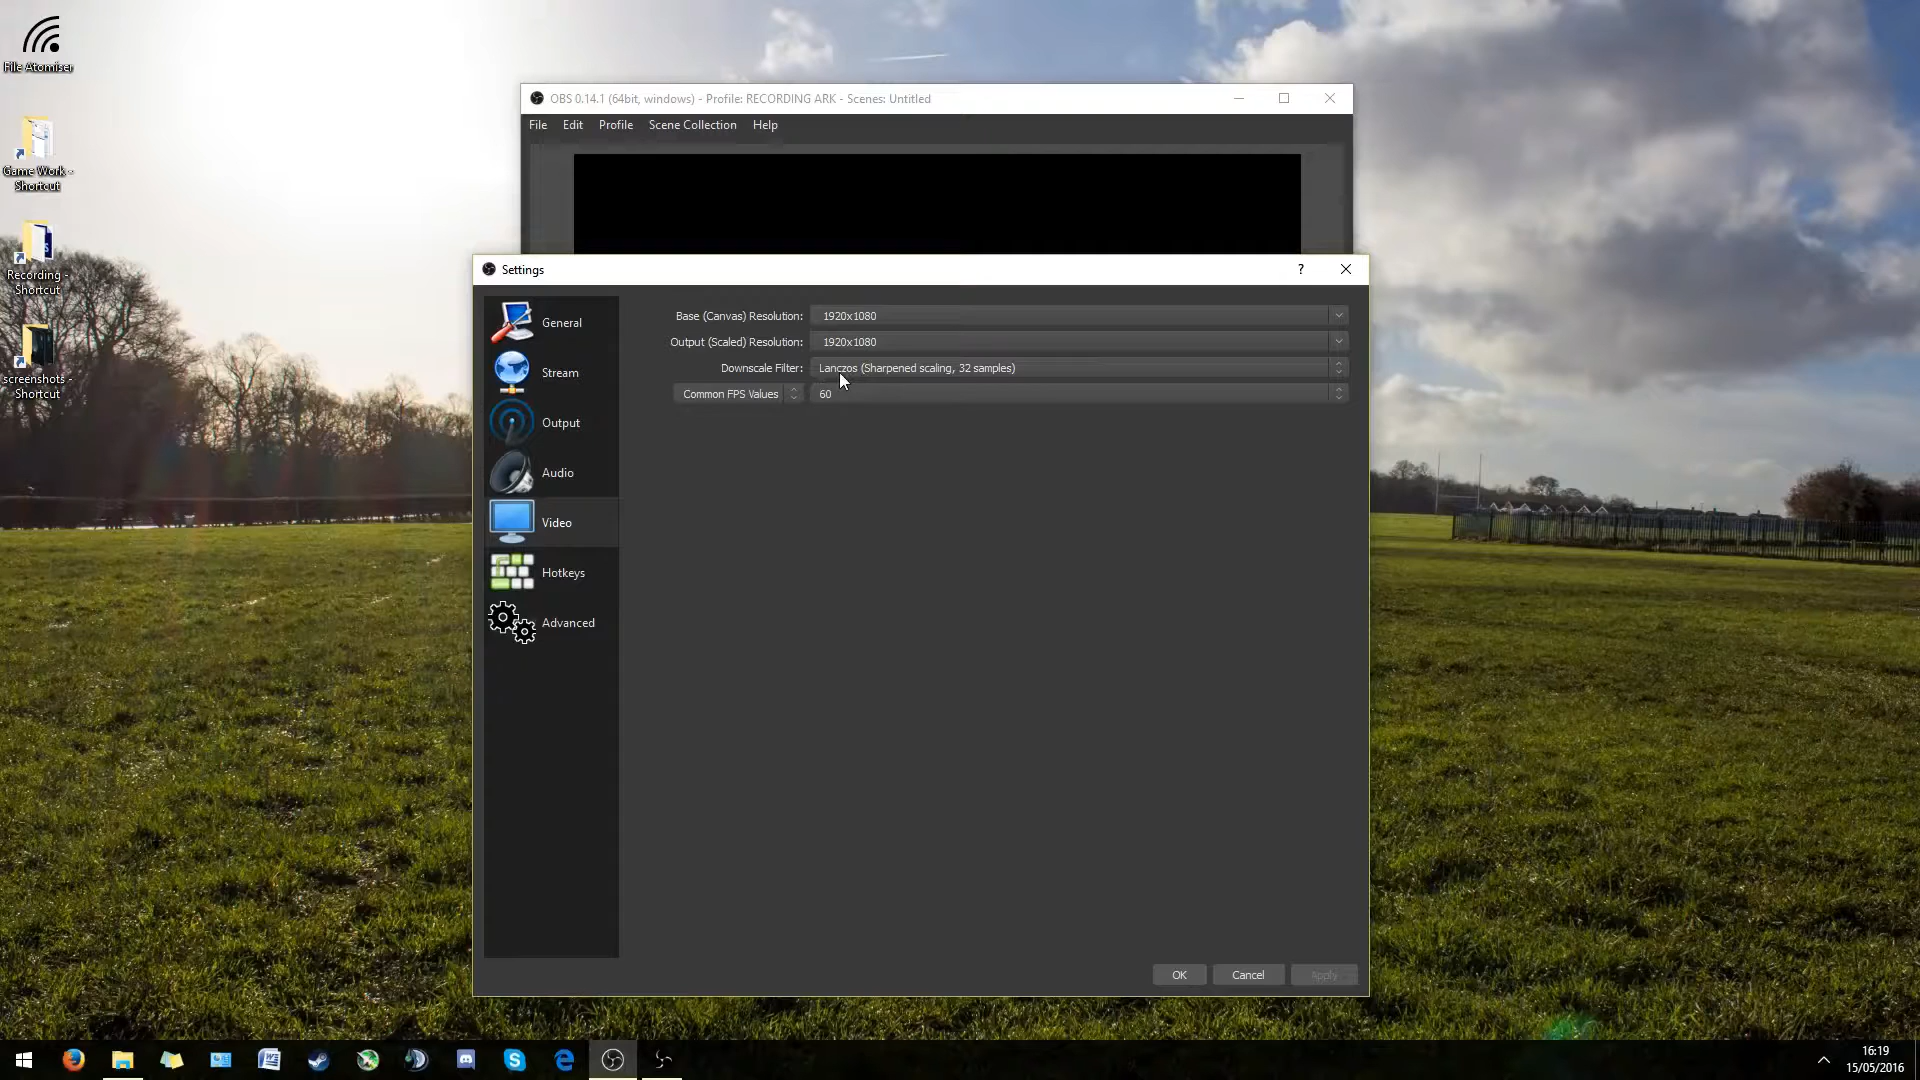 File Atomiser
Game Work -
Shortcut
Recording -
Shortcut
screenshots -
Shortcut
OBS 0.14.1 (64bit, windows) - Profile: RECORDING ARK - Scenes: Untitled
File Edit Profile Scene Collection Help
Settings
?
General
Stream
Output
Audio
Video
Hotkeys
Advanced
Base (Canvas) Resolution: 1920x1080
Output (Scaled) Resolution: 1920x1080
Downscale Filter: Lanczos (Sharpened scaling, 32 samples)
Common FPS Values 60
OK Cancel Apply
16:19
15/05/2016